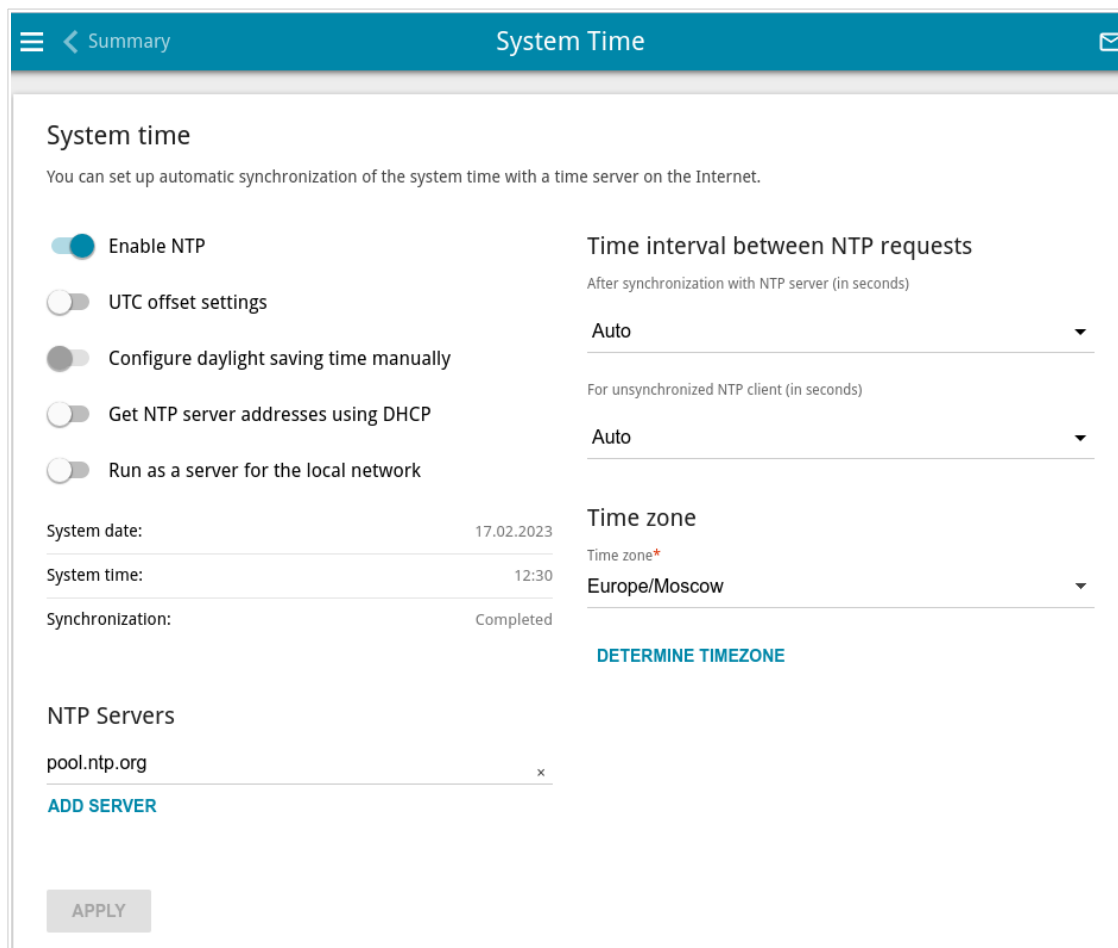 Summary
System Time
System time
You can set up automatic synchronization of the system time with a time server on the Internet.
Enable NTP
UTC offset settings
Configure daylight saving time manually
Get NTP server addresses using DHCP
Run as a server for the local network
System date: 17.02.2023
System time: 12:30
Synchronization: Completed
NTP Servers
pool.ntp.org ×
ADD SERVER
APPLY
Time interval between NTP requests
After synchronization with NTP server (in seconds)
Auto
For unsynchronized NTP client (in seconds)
Auto
Time zone
Time zone*
Europe/Moscow
DETERMINE TIMEZONE